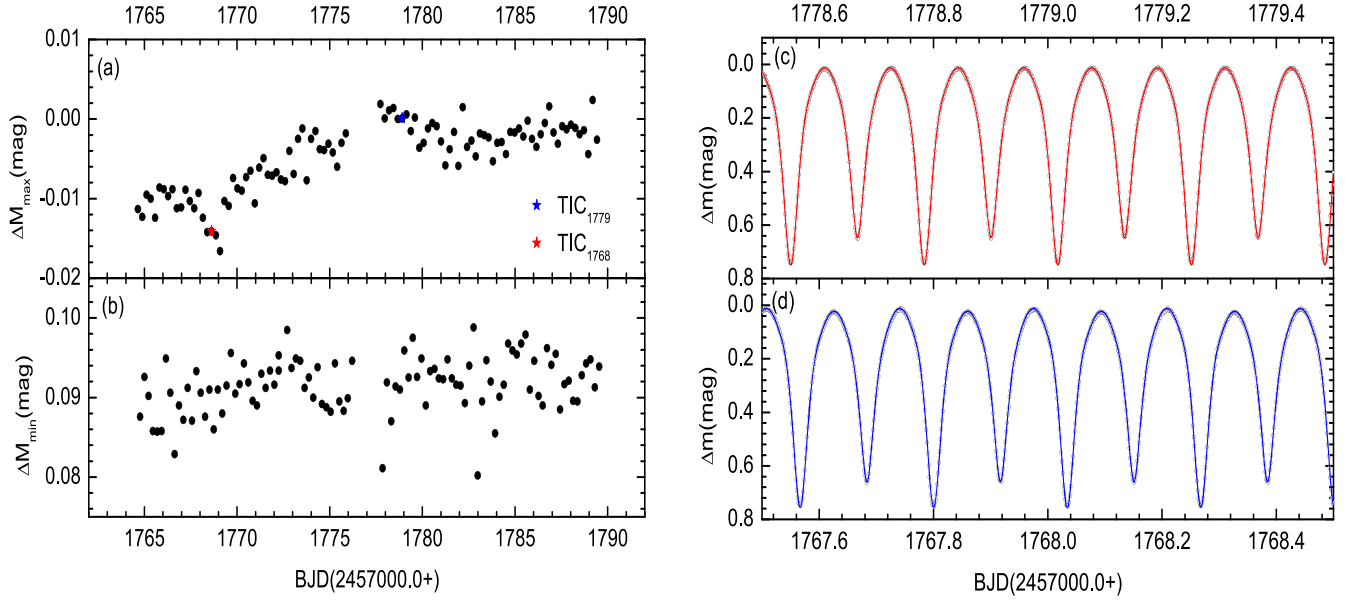 1765 1770 1775 1780 1785 1790
0.01
0.00
-0.01
-0.02
ΔM_max(mag)
(a)
TIC_1779
TIC_1768
0.10
0.09
0.08
ΔM_min(mag)
(b)
1765 1770 1775 1780 1785 1790
BJD(2457000.0+)
1778.6 1778.8 1779.0 1779.2 1779.4
0.0
0.2
0.4
0.6
0.8
Δm(mag)
(c)
0.0
0.2
0.4
0.6
0.8
Δm(mag)
(d)
1767.6 1767.8 1768.0 1768.2 1768.4
BJD(2457000.0+)